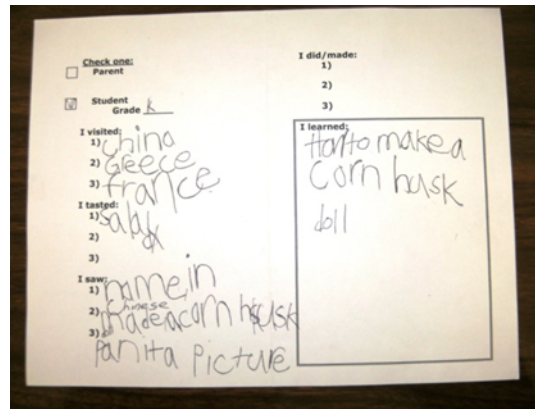 Check one:
Parent
Student
Grade K
I visited:
1) china
2) Geece
3) france
I tasted:
1) salad
2)
3)
I saw:
1) name in
2) Chinese
3) made a corn husk
Panita picture
I did/made:
1)
2)
3)
I learned:
How to make a
corn husk
doll